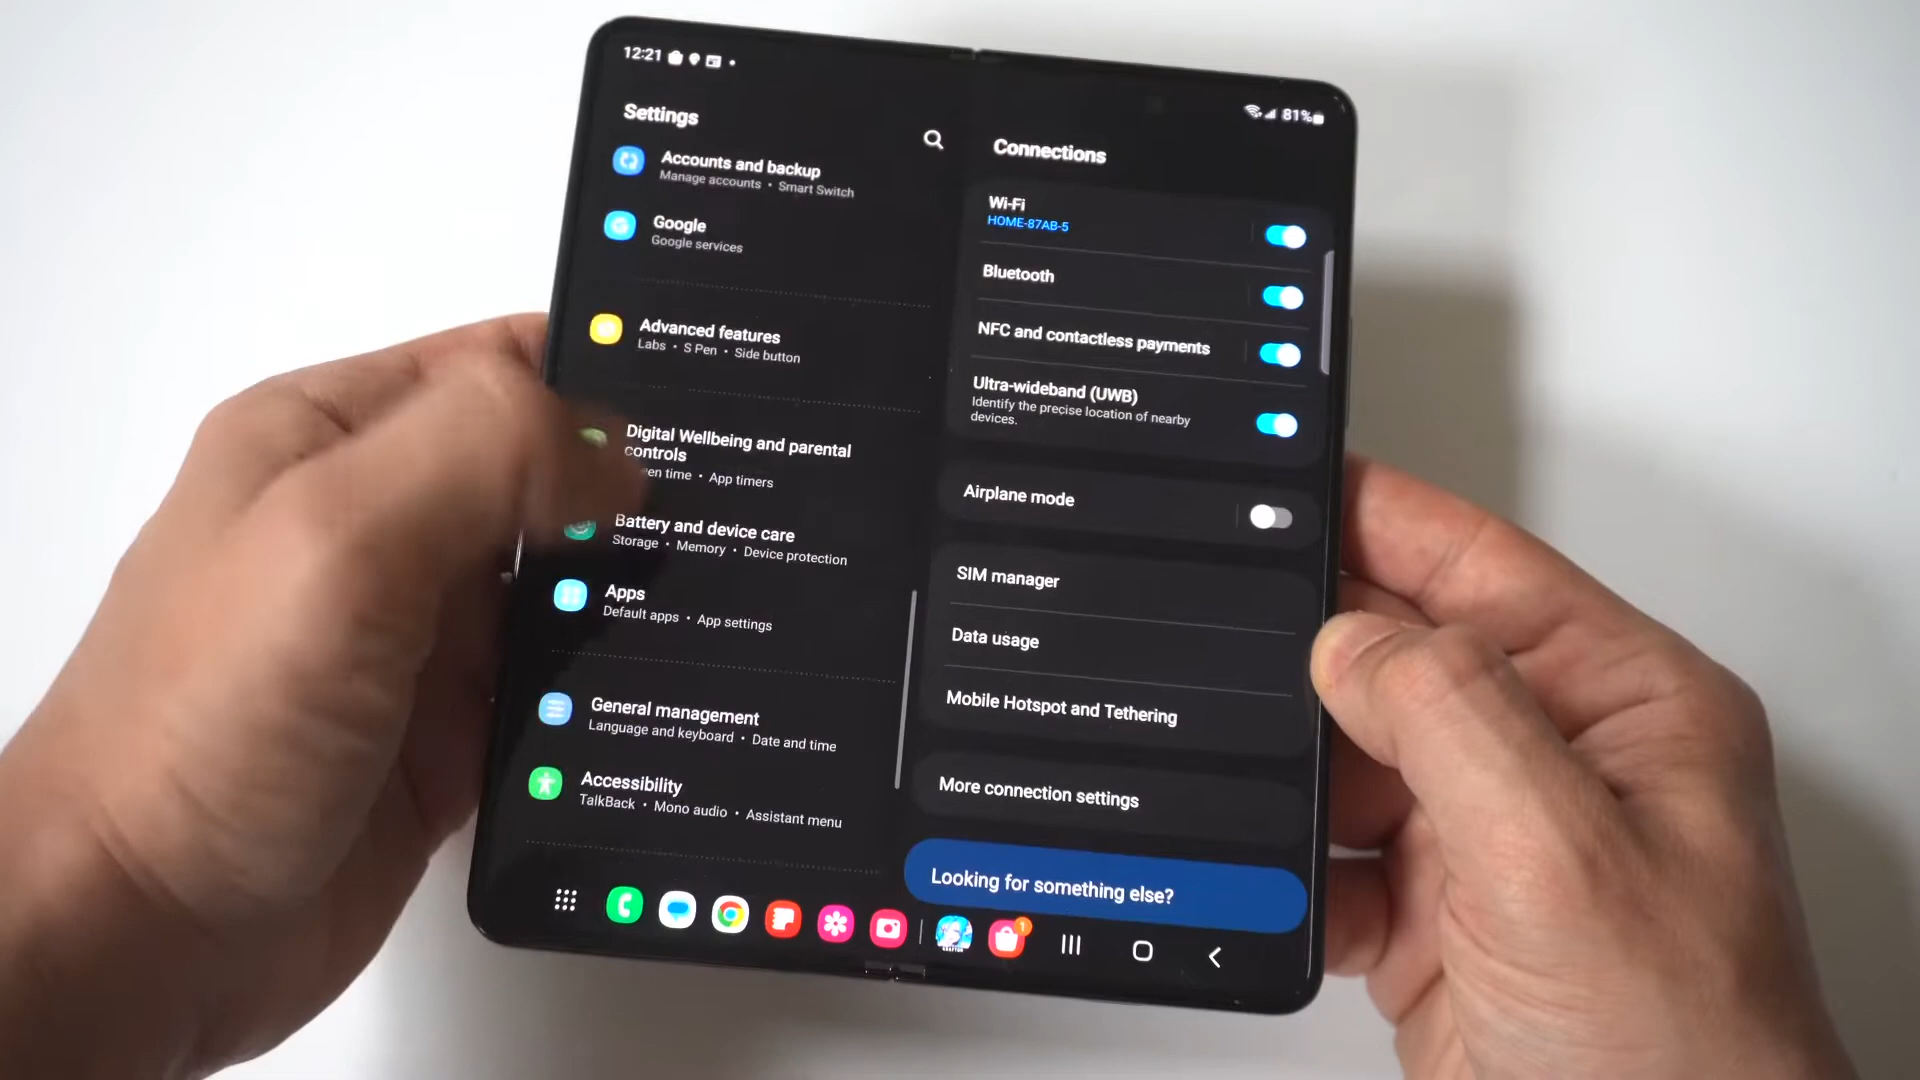 12:21
81%
Settings
Accounts and backup
Manage accounts • Smart Switch
Google
Google services
Advanced features
Labs • S Pen • Side button
Digital Wellbeing and parental
controls
time • App timers
Battery and device care
Storage • Memory • Device protection
Apps
Default apps • App settings
General management
Language and keyboard • Date and time
Accessibility
TalkBack • Mono audio • Assistant menu
Connections
Wi-Fi
HOME-87AB-5
Bluetooth
NFC and contactless payments
Ultra-wideband (UWB)
Identify the precise location of nearby
devices.
Airplane mode
SIM manager
Data usage
Mobile Hotspot and Tethering
More connection settings
Looking for something else?
1